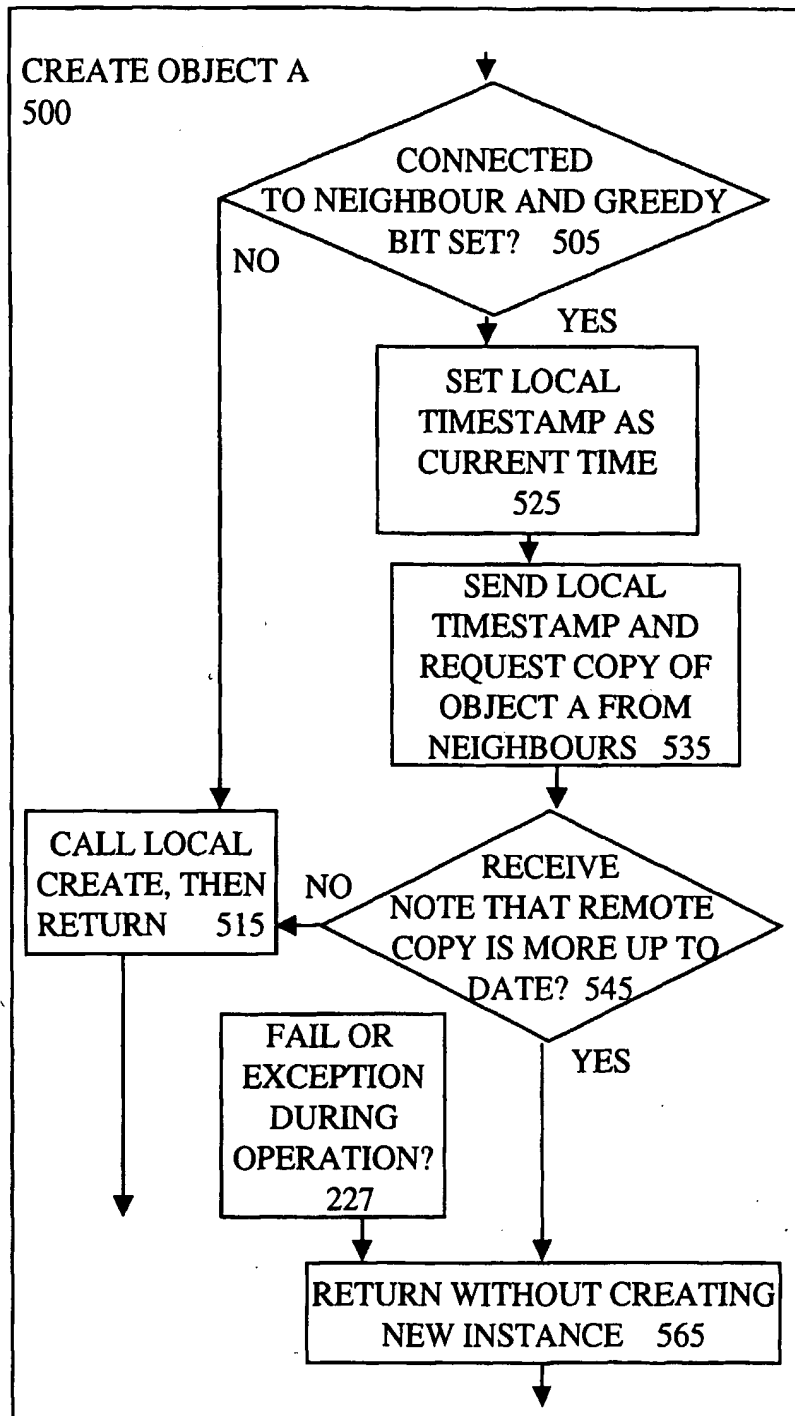 CREATE OBJECT A
500
CONNECTED
TO NEIGHBOUR AND GREEDY
BIT SET? 505
NO
YES
SET LOCAL
TIMESTAMP AS
CURRENT TIME
525
SEND LOCAL
TIMESTAMP AND
REQUEST COPY OF
OBJECT A FROM
NEIGHBOURS 535
CALL LOCAL
CREATE, THEN
RETURN 515
NO
RECEIVE
NOTE THAT REMOTE
COPY IS MORE UP TO
DATE? 545
YES
FAIL OR
EXCEPTION
DURING
OPERATION?
227
RETURN WITHOUT CREATING
NEW INSTANCE 565